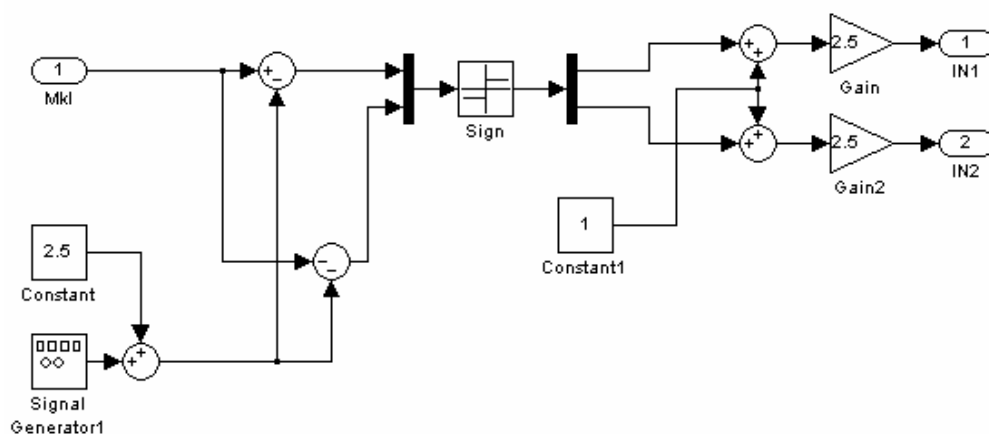 1
Mkl
+
−
Sign
+
+
2.5
Gain
1
IN1
+
+
2.5
Gain2
2
IN2
1
Constant1
−
−
2.5
Constant
+
+
Signal
Generator1